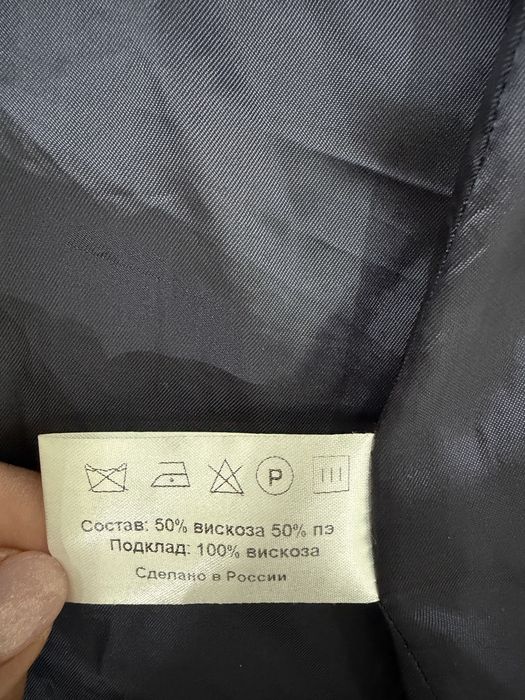 P
Состав: 50% вискоза 50% пэ
Подклад: 100% вискоза
Сделано в России